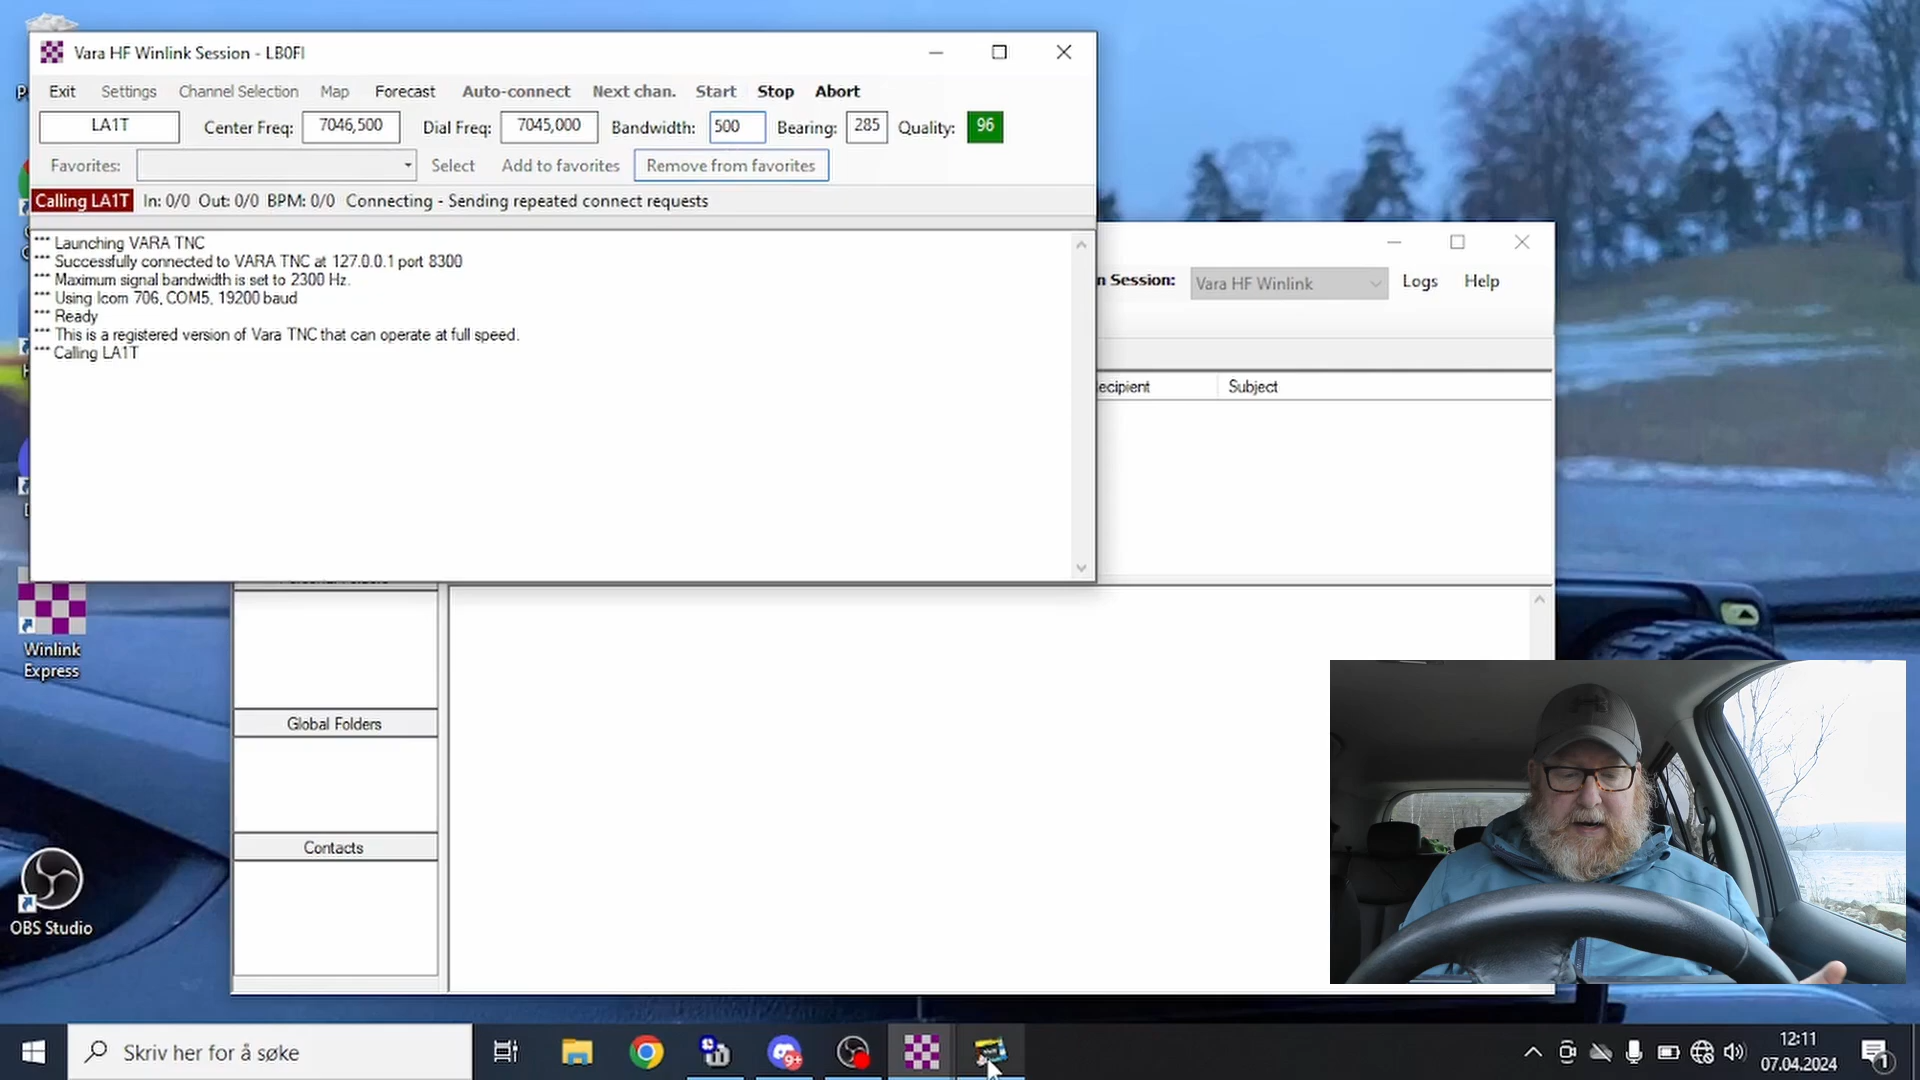 Vara HF Winlink Session - LB0FI
Exit Settings Channel Selection Map Forecast Auto-connect Next chan. Start Stop Abort
LA1T Center Freq: 7046,500 Dial Freq: 7045,000 Bandwidth: 500 Bearing: 285 Quality: 96
Favorites: Select Add to favorites Remove from favorites
Calling LA1T In: 0/0 Out: 0/0 BPM: 0/0 Connecting - Sending repeated connect requests
*** Launching VARA TNC
*** Successfully connected to VARA TNC at 127.0.0.1 port 8300
*** Maximum signal bandwidth is set to 2300 Hz.
*** Using Icom 706, COM5, 19200 baud
*** Ready
*** This is a registered version of Vara TNC that can operate at full speed.
*** Calling LA1T
n Session: Vara HF Winlink Logs Help
ecipient Subject
Winlink
Express
Global Folders
Contacts
OBS Studio
Skriv her for å søke
9+
12:11
07.04.2024
1